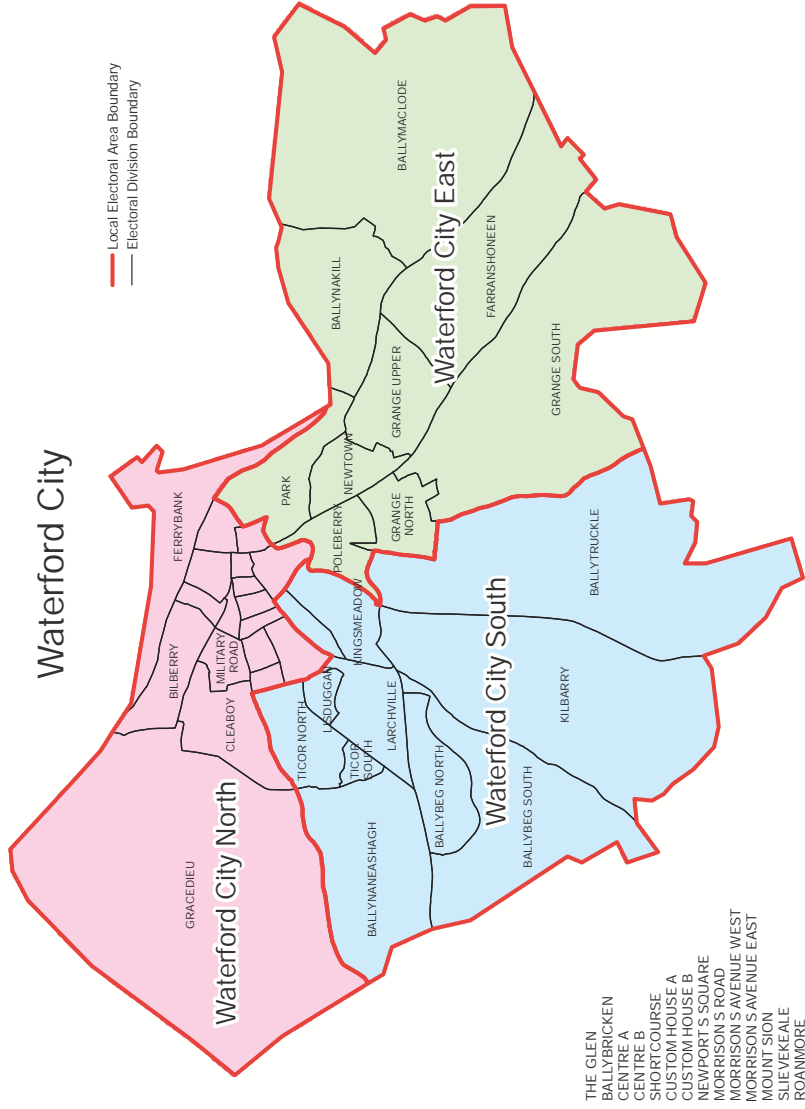 Waterford City
Local Electoral Area Boundary
Electoral Division Boundary
GRACEDIEU
BILBERRY
FERRYBANK
Waterford City North
CLEABOY
MILITARY
ROAD
PARK
BALLYNAKILL
BALLYMACLODE
TICOR NORTH
LISDUGGAN
KINGSMEADOW
POLEBERRY
NEWTOWN
TICOR
SOUTH
BALLYNANEASHAGH
LARCHVILLE
GRANGE
NORTH
GRANGE UPPER
Waterford City East
BALLYBEG NORTH
FARRANSHONEEN
Waterford City South
BALLYBEG SOUTH
KILBARRY
BALLYTRUCKLE
GRANGE SOUTH
THE GLEN
BALLYBRICKEN
CENTRE A
CENTRE B
SHORTCOURSE
CUSTOM HOUSE A
CUSTOM HOUSE B
NEWPORT S SQUARE
MORRISON S ROAD
MORRISON S AVENUE WEST
MORRISON S AVENUE EAST
MOUNT SION
SLIEVEKEALE
ROANMORE